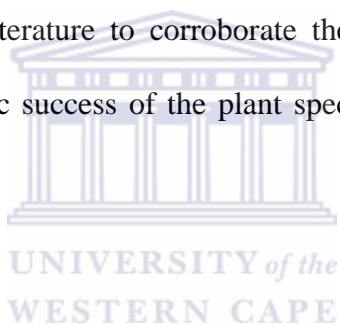 terature to corroborate the
c success of the plant spec
UNIVERSITY of the
WESTERN CAPE